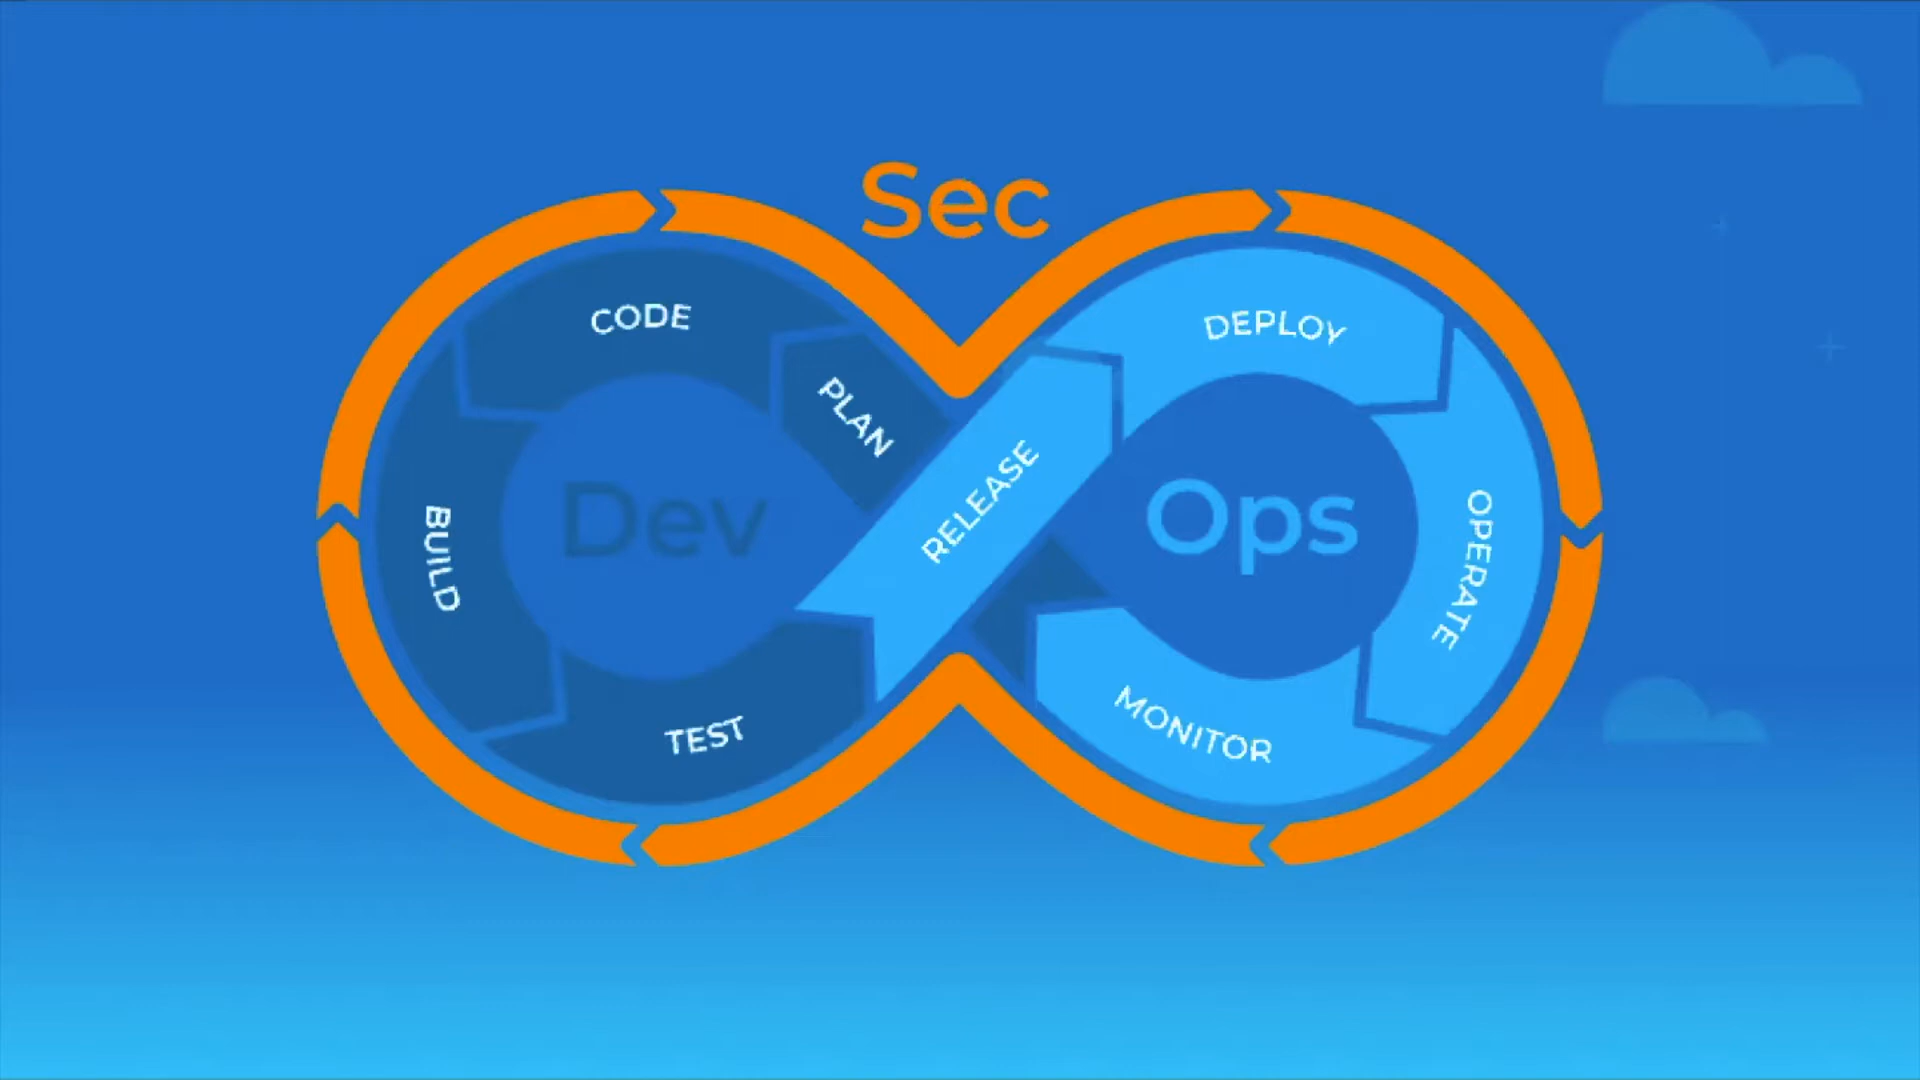 Sec
CODE
DEPLOY
PLAN
RELEASE
Dev
Ops
BUILD
OPERATE
TEST
MONITOR